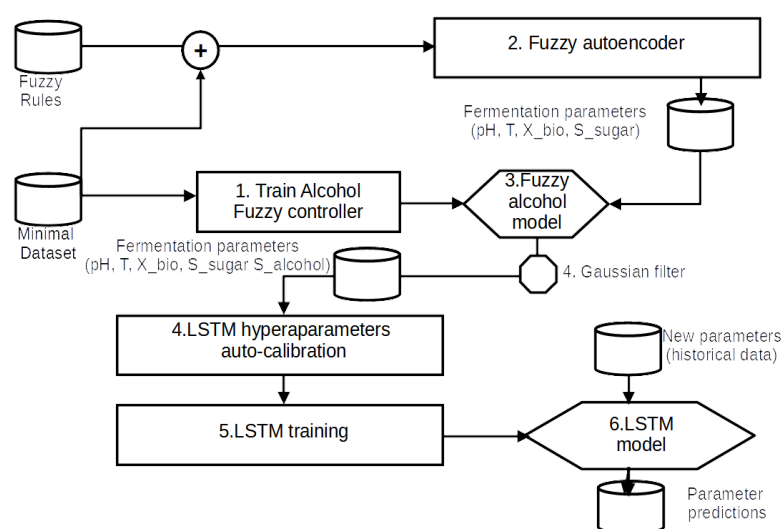 +
2. Fuzzy autoencoder
Fuzzy
Rules
Fermentation parameters
(pH, T, X_bio, S_sugar)
1. Train Alcohol
Fuzzy controller
3.Fuzzy
alcohol
model
Minimal
Dataset
Fermentation parameters
(pH, T, X_bio, S_sugar S_alcohol)
4. Gaussian filter
4.LSTM hyperaparameters
auto-calibration
New parameters
(historical data)
5.LSTM training
6.LSTM
model
Parameter
predictions